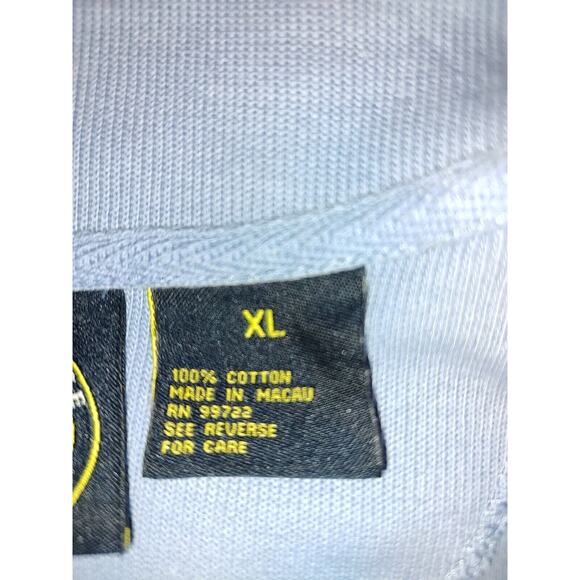 XL
100% COTTON
MADE IN MACAU
RN 99722
SEE REVERSE
FOR CARE